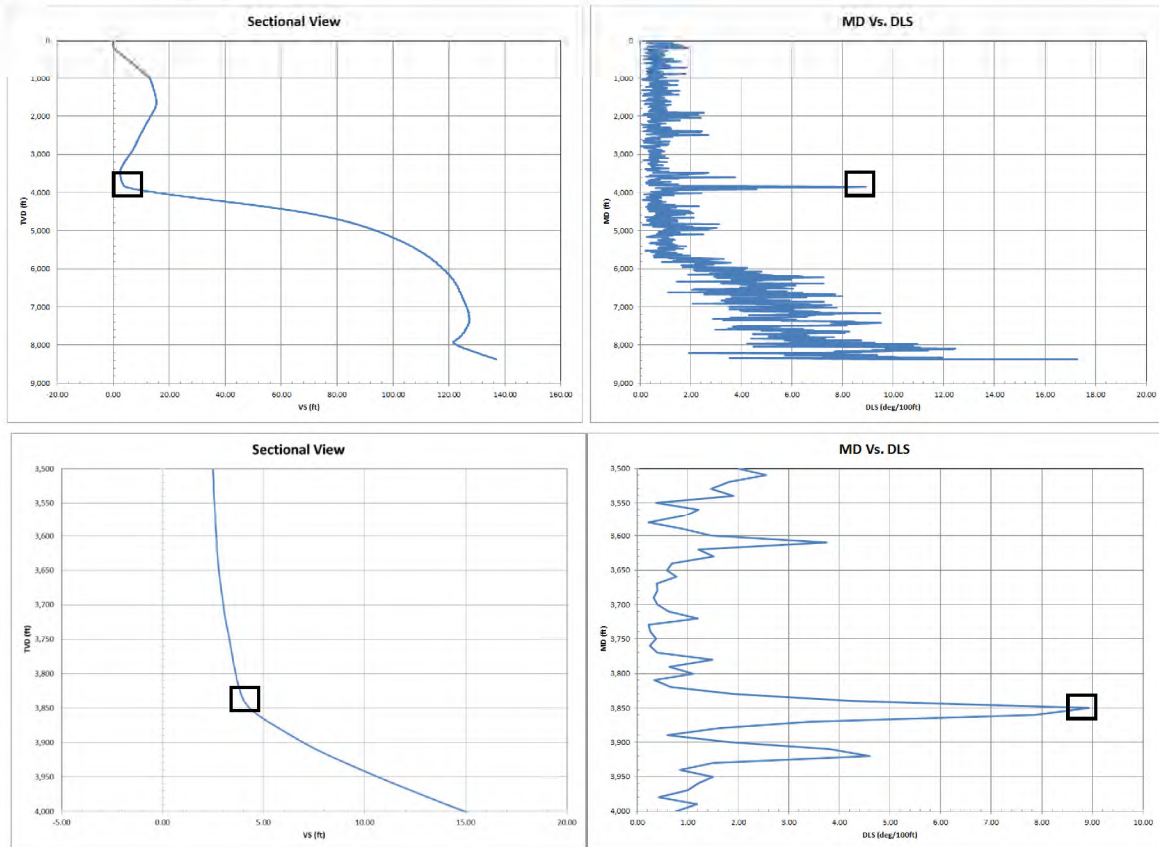 Sectional View
0
1,000
2,000
3,000
4,000
5,000
6,000
7,000
8,000
9,000
TVD (ft)
-20.00 0.00 20.00 40.00 60.00 80.00 100.00 120.00 140.00 160.00
VS (ft)
MD Vs. DLS
0
1,000
2,000
3,000
4,000
5,000
6,000
7,000
8,000
9,000
MD (ft)
0.00 2.00 4.00 6.00 8.00 10.00 12.00 14.00 16.00 18.00 20.00
DLS (deg/100ft)
Sectional View
3,500
3,550
3,600
3,650
3,700
3,750
3,800
3,850
3,900
3,950
4,000
TVD (ft)
-5.00 0.00 5.00 10.00 15.00 20.00
VS (ft)
MD Vs. DLS
3,500
3,550
3,600
3,650
3,700
3,750
3,800
3,850
3,900
3,950
4,000
MD (ft)
0.00 1.00 2.00 3.00 4.00 5.00 6.00 7.00 8.00 9.00 10.00
DLS (deg/100ft)